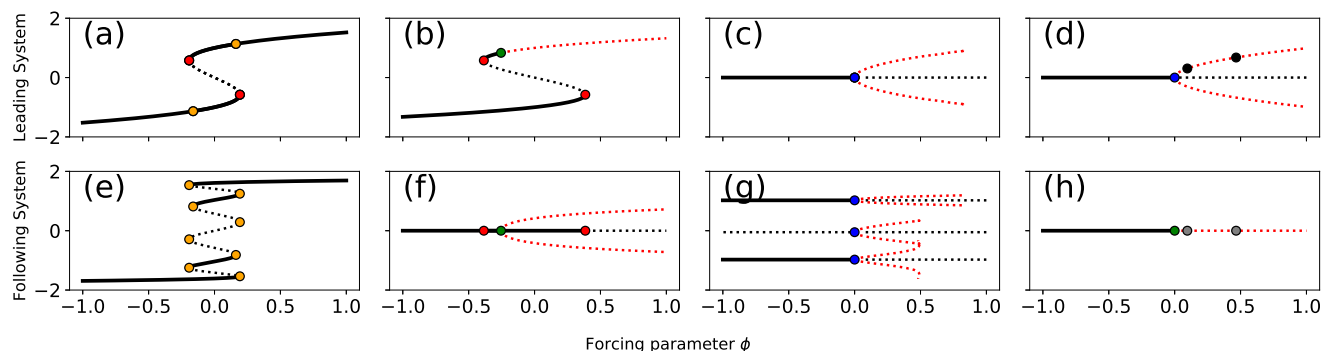 2
0
−2
Leading System
(a)
(b)
(c)
(d)
2
0
−2
Following System
(e)
(f)
(g)
(h)
−1.0 −0.5 0.0 0.5 1.0
−1.0 −0.5 0.0 0.5 1.0
−1.0 −0.5 0.0 0.5 1.0
−1.0 −0.5 0.0 0.5 1.0
Forcing parameter ϕ